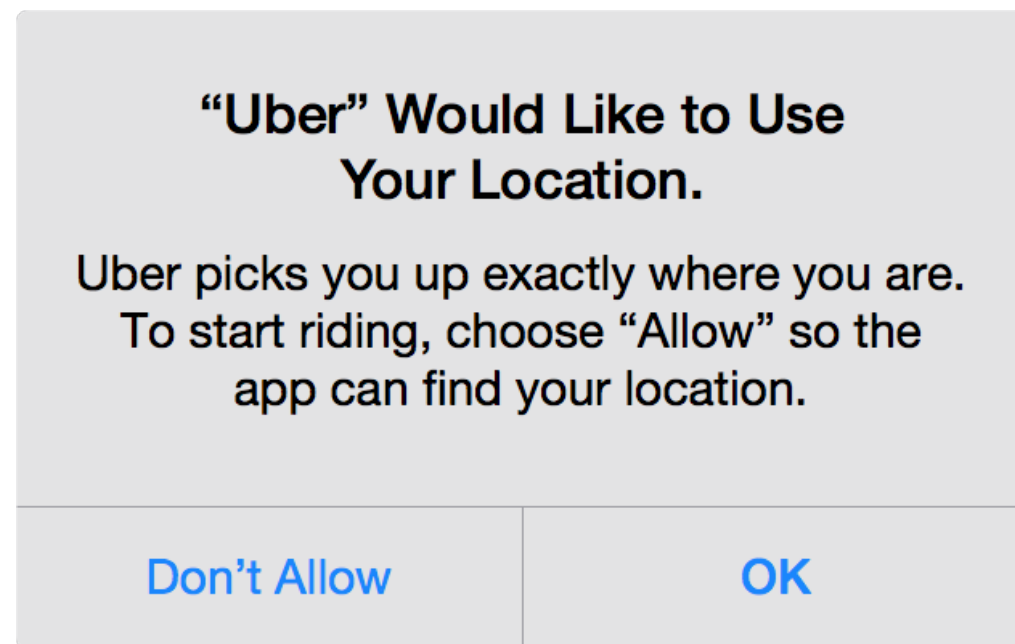 “Uber” Would Like to Use
Your Location.
Uber picks you up exactly where you are.
To start riding, choose “Allow” so the
app can find your location.
Don’t Allow
OK